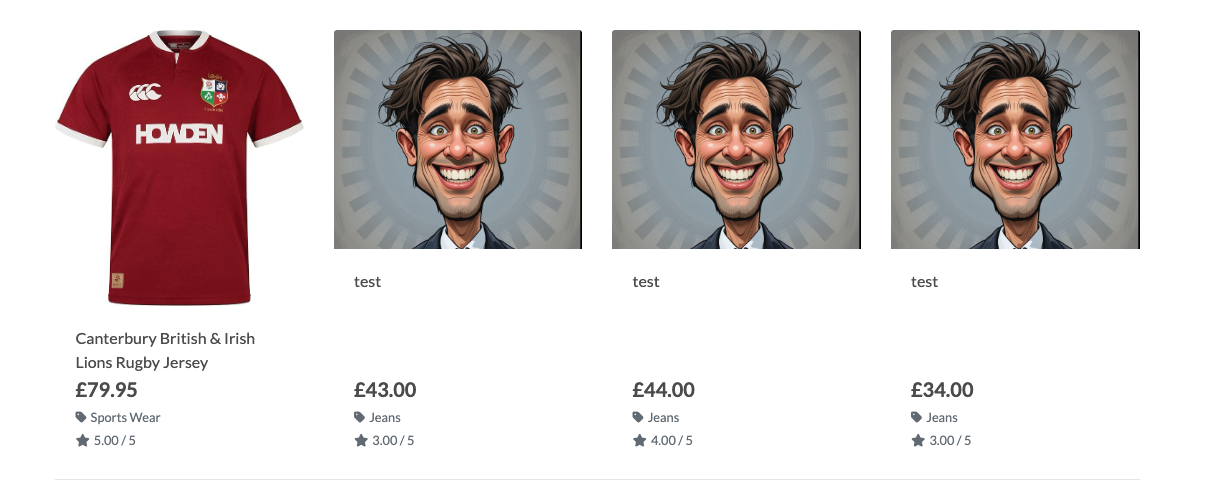 HOWDEN
Canterbury British & Irish
Lions Rugby Jersey
£79.95
Sports Wear
5.00 / 5
test
£43.00
Jeans
3.00 / 5
test
£44.00
Jeans
4.00 / 5
test
£34.00
Jeans
3.00 / 5